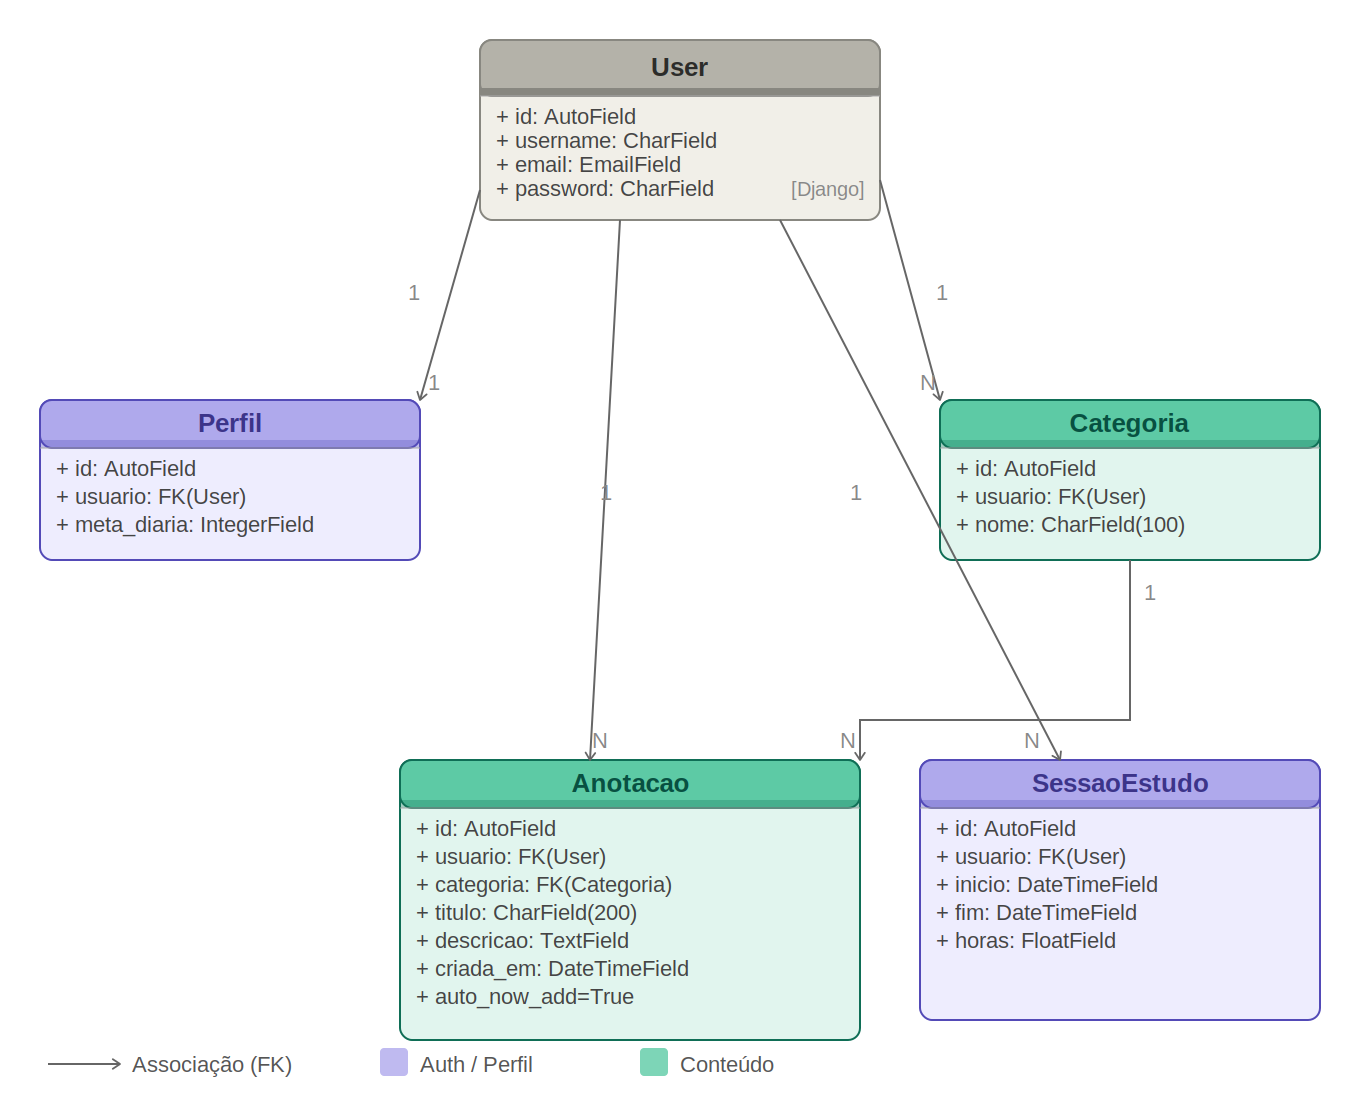 User
+ id: AutoField
+ username: CharField
+ email: EmailField
+ password: CharField [Django]
1
1
1
N
Perfil
+ id: AutoField
+ usuario: FK(User)
+ meta_diaria: IntegerField
Categoria
+ id: AutoField
+ usuario: FK(User)
+ nome: CharField(100)
1
1
1
N
N
N
Anotacao
+ id: AutoField
+ usuario: FK(User)
+ categoria: FK(Categoria)
+ titulo: CharField(200)
+ descricao: TextField
+ criada_em: DateTimeField
+ auto_now_add=True
SessaoEstudo
+ id: AutoField
+ usuario: FK(User)
+ inicio: DateTimeField
+ fim: DateTimeField
+ horas: FloatField
Associação (FK)
Auth / Perfil
Conteúdo